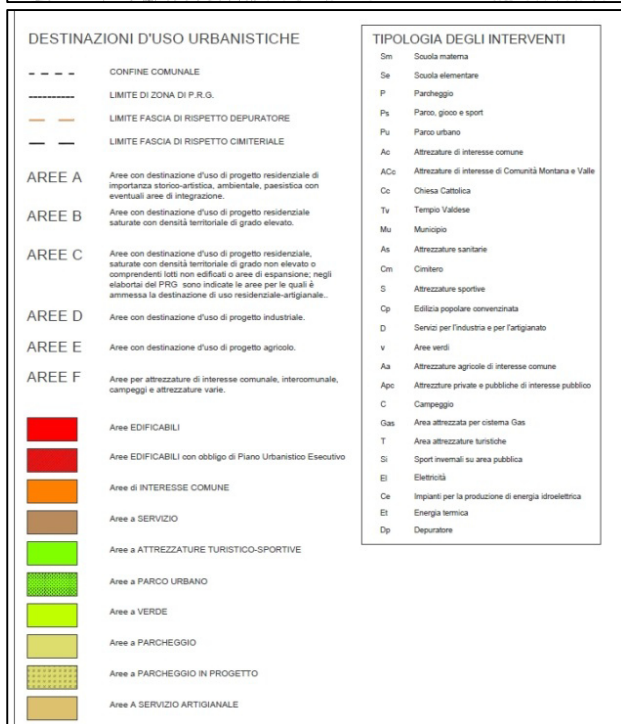 DESTINAZIONI D'USO URBANISTICHE
CONFINE COMUNALE
LIMITE DI ZONA DI P.R.G.
LIMITE FASCIA DI RISPETTO DEPURATORE
LIMITE FASCIA DI RISPETTO CIMITERIALE
AREE A
Aree con destinazione d'uso di progetto residenziale di
importanza storico-artistica, ambientale, paesistica con
eventuali aree di integrazione.
AREE B
Aree con destinazione d'uso di progetto residenziale
saturate con densità territoriale di grado elevato.
AREE C
Aree con destinazione d'uso di progetto residenziale,
saturate con densità territoriale di grado non elevato o
comprendenti lotti non edificati o aree di espansione; negli
elabortai del PRG sono indicate le aree per le quali è
ammessa la destinazione di uso residenziale-artigianale..
AREE D
Aree con destinazione d'uso di progetto industriale.
AREE E
Aree con destinazione d'uso di progetto agricolo.
AREE F
Aree per attrezzature di interesse comunale, intercomunale,
campeggi e attrezzature varie.
Aree EDIFICABILI
Aree EDIFICABILI con obbligo di Piano Urbanistico Esecutivo
Aree di INTERESSE COMUNE
Aree a SERVIZIO
Aree a ATTREZZATURE TURISTICO-SPORTIVE
Aree a PARCO URBANO
Aree a VERDE
Aree a PARCHEGGIO
Aree a PARCHEGGIO IN PROGETTO
Aree A SERVIZIO ARTIGIANALE
TIPOLOGIA DEGLI INTERVENTI
Sm Scuola materna
Se Scuola elementare
P Parcheggio
Ps Parco, gioco e sport
Pu Parco urbano
Ac Attrezature di interesse comune
ACc Attrezature di interesse di Comunità Montana e Valle
Cc Chiesa Cattolica
Tv Tempio Valdese
Mu Municipio
As Attrezzature sanitarie
Cm Cimitero
S Attrezzature sportive
Cp Edilizia popolare convenzinata
D Servizi per l'industria e per l'artigianato
v Aree verdi
Aa Attrezzature agricole di interesse comune
Apc Attrezzture private e pubbliche di interesse pubblico
C Campeggio
Gas Area attrezzata per cisterna Gas
T Area attrezzature turistiche
Si Sport invernali su area pubblica
El Elettricità
Ce Impianti per la produzione di energia idroelettrica
Et Energia termica
Dp Depuratore